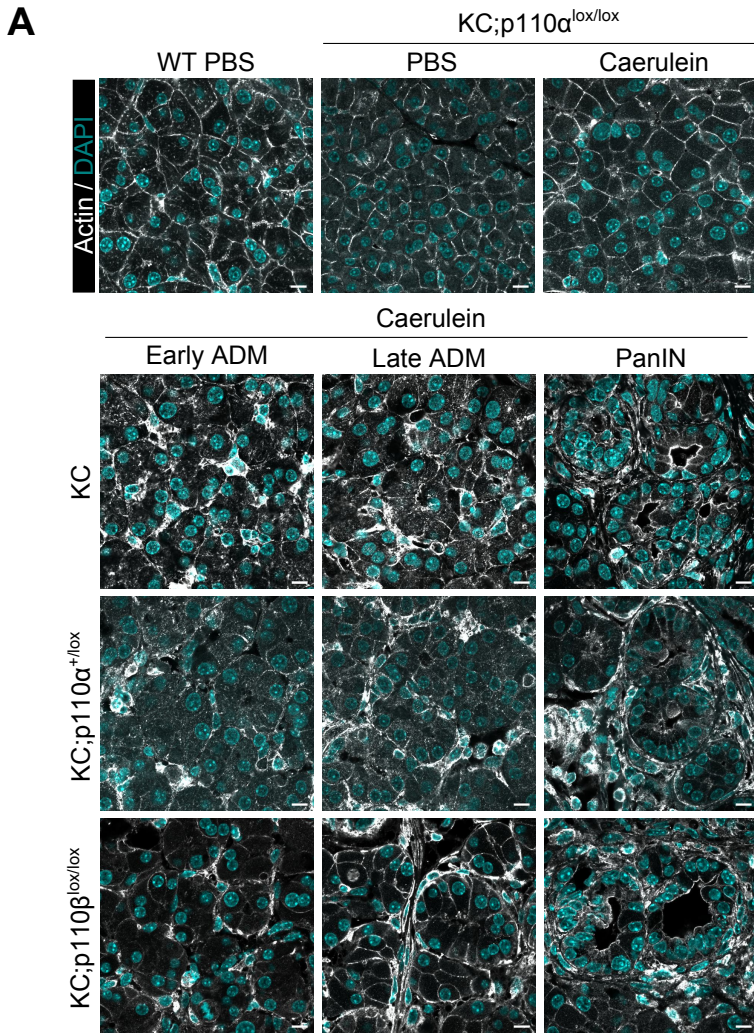 A
KC;p110α^lox/lox
WT PBS PBS Caerulein
Actin / DAPI
Caerulein
Early ADM Late ADM PanIN
KC
KC;p110α^+/lox
KC;p110β^lox/lox